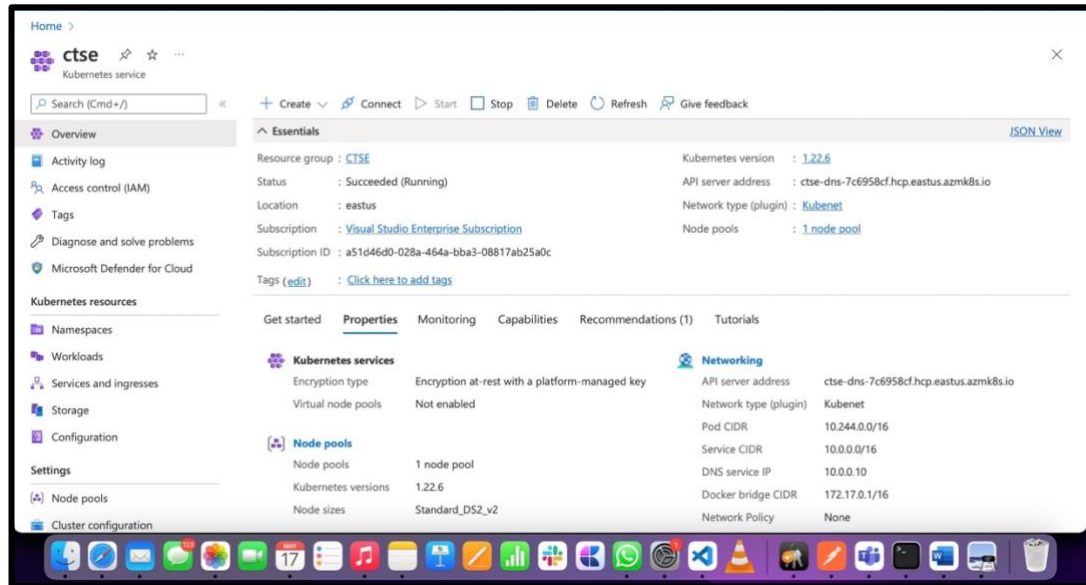 Home >
ctse
Kubernetes service
Search (Cmd+/)
Create
Connect
Start
Stop
Delete
Refresh
Give feedback
Overview
Activity log
Access control (IAM)
Tags
Diagnose and solve problems
Microsoft Defender for Cloud
Kubernetes resources
Namespaces
Workloads
Services and ingresses
Storage
Configuration
Settings
Node pools
Cluster configuration
Essentials
JSON View
Resource group : CTSE
Status : Succeeded (Running)
Location : eastus
Subscription : Visual Studio Enterprise Subscription
Subscription ID : a51d46d0-028a-464a-bba3-08817ab25a0c
Tags (edit) : Click here to add tags
Kubernetes version : 1.22.6
API server address : ctse-dns-7c6958cf.hcp.eastus.azmk8s.io
Network type (plugin) : Kubenet
Node pools : 1 node pool
Get started Properties Monitoring Capabilities Recommendations (1) Tutorials
Kubernetes services
Encryption type Encryption at-rest with a platform-managed key
Virtual node pools Not enabled
Node pools
Node pools 1 node pool
Kubernetes versions 1.22.6
Node sizes Standard_DS2_v2
Networking
API server address ctse-dns-7c6958cf.hcp.eastus.azmk8s.io
Network type (plugin) Kubenet
Pod CIDR 10.244.0.0/16
Service CIDR 10.0.0.0/16
DNS service IP 10.0.0.10
Docker bridge CIDR 172.17.0.1/16
Network Policy None
17